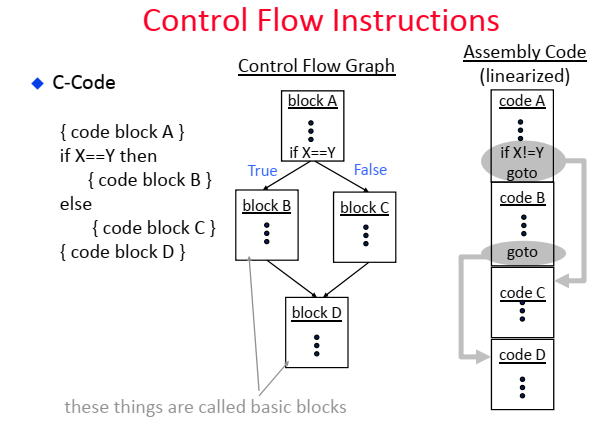 Control Flow Instructions
C-Code
{ code block A }
if X==Y then
{ code block B }
else
{ code block C }
{ code block D }
Control Flow Graph
block A
if X==Y
True
False
block B
block C
block D
these things are called basic blocks
Assembly Code
(linearized)
code A
if X!=Y
goto
code B
goto
code C
code D